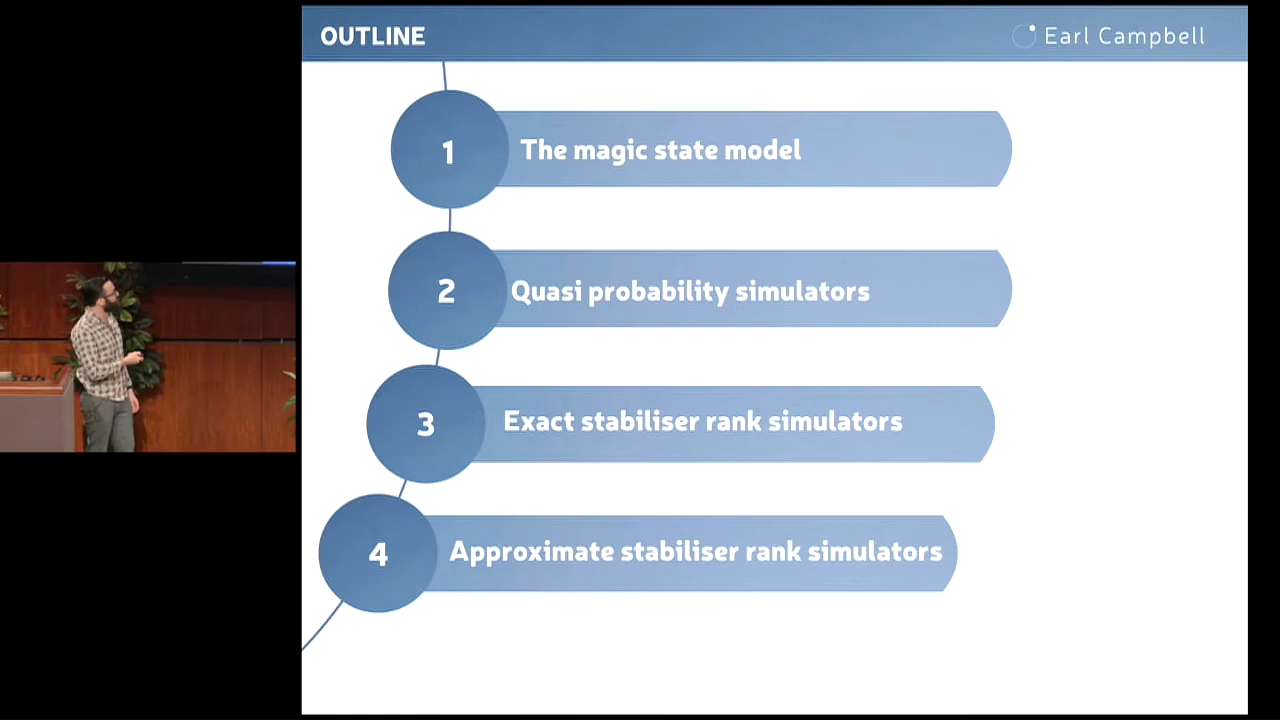 OUTLINE
Earl Campbell
1
The magic state model
2
Quasi probability simulators
3
Exact stabiliser rank simulators
4
Approximate stabiliser rank simulators